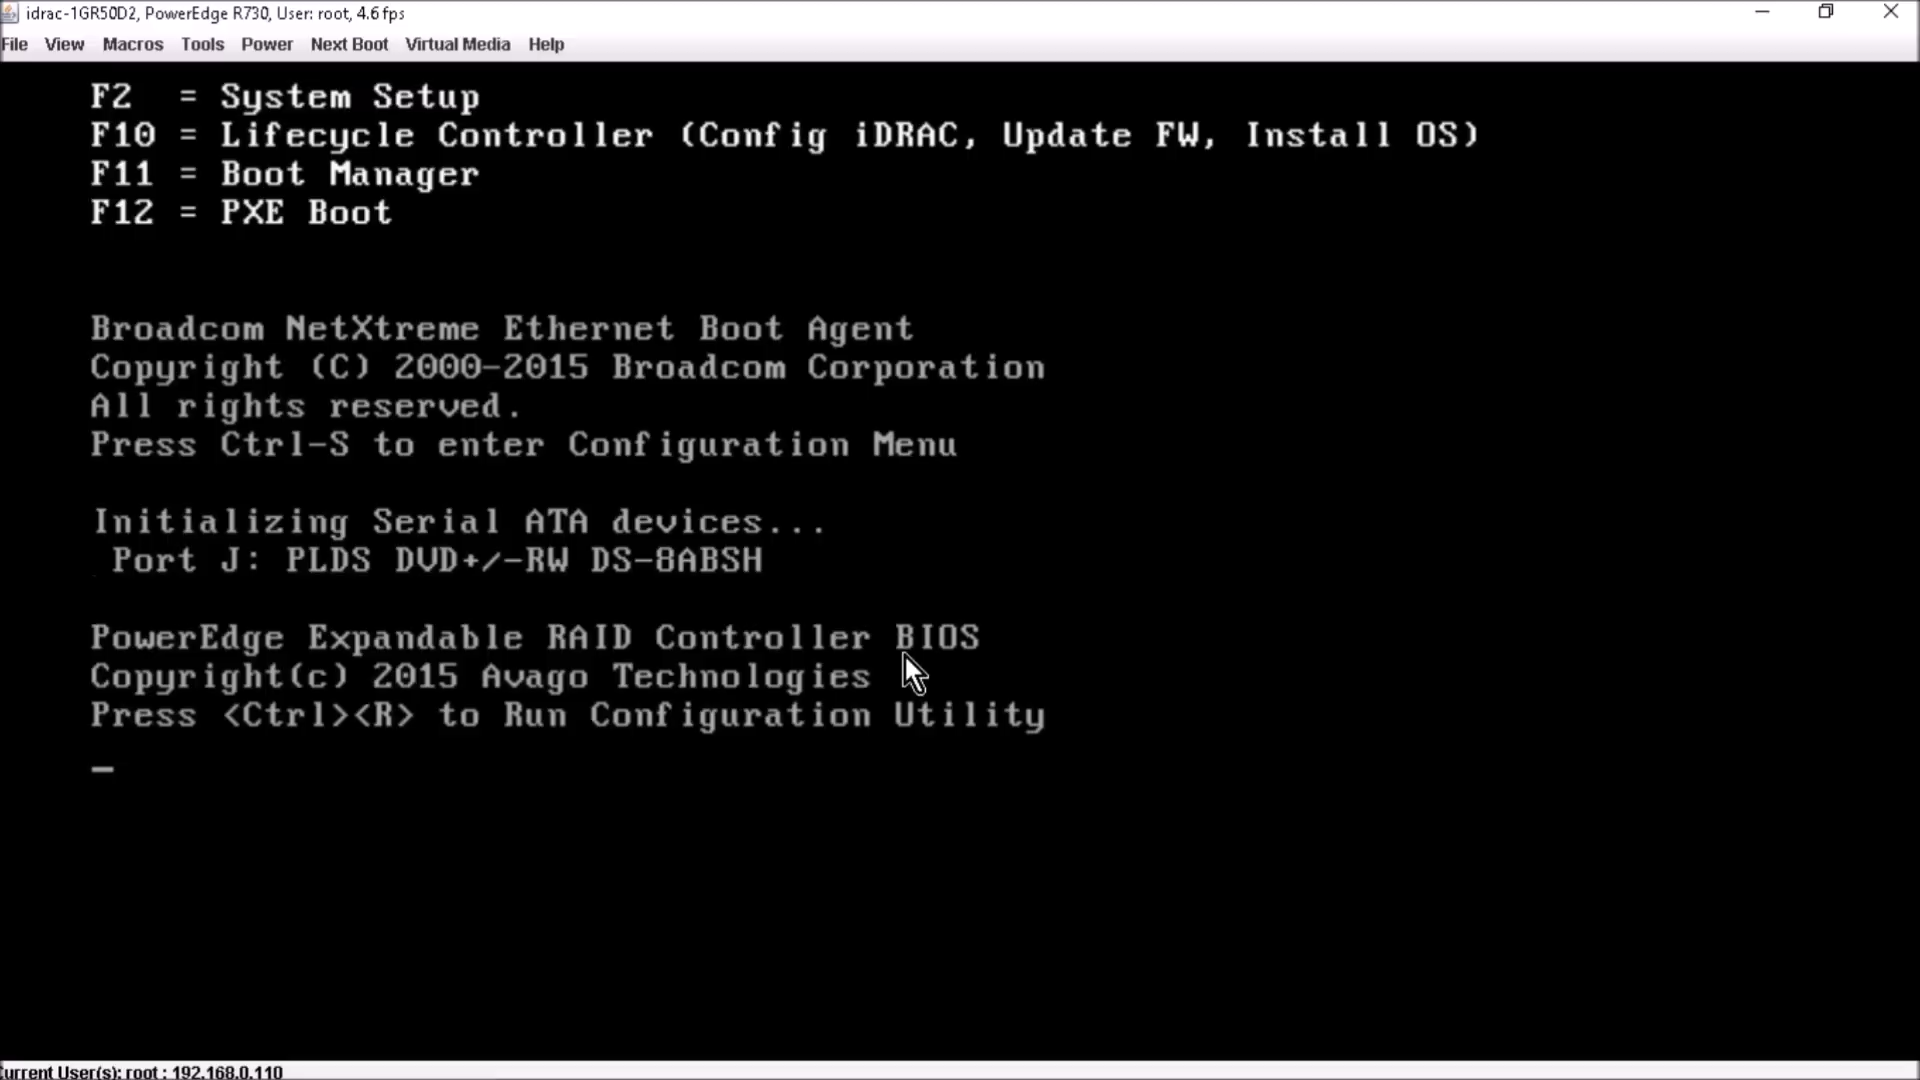 idrac-1GR50D2, PowerEdge R730, User: root, 4.6 fps
File View Macros Tools Power Next Boot Virtual Media Help
F2 = System Setup
F10 = Lifecycle Controller (Config iDRAC, Update FW, Install OS)
F11 = Boot Manager
F12 = PXE Boot
Broadcom NetXtreme Ethernet Boot Agent
Copyright (C) 2000-2015 Broadcom Corporation
All rights reserved.
Press Ctrl-S to enter Configuration Menu
Initializing Serial ATA devices...
Port J: PLDS DVD+/-RW DS-8ABSH
PowerEdge Expandable RAID Controller BIOS
Copyright(c) 2015 Avago Technologies
Press <Ctrl><R> to Run Configuration Utility
_
urrent User(s): root : 192.168.0.110